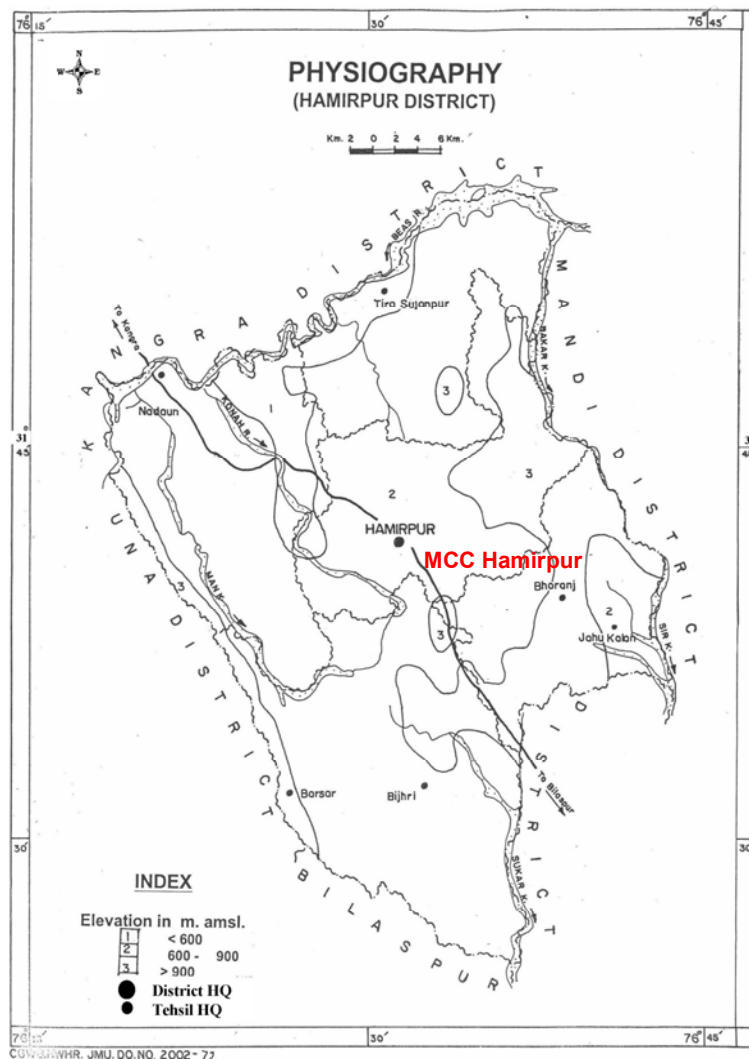 76° 15'
30'
76° 45'
N
W E
S
PHYSIOGRAPHY
(HAMIRPUR DISTRICT)
Km. 2 0 2 4 6 Km.
KANGRA DISTRICT
BEAS R.
Tira Sujanpur
MANDI DISTRICT
BAKAR K.
To Kangra
Nadaun
KUNAH R.
1
3
3
31
45'
2
HAMIRPUR
MCC Hamirpur
Bharanj
UNA DISTRICT
3
MAN K.
3
2
Jahu Kalan
SIR K.
Barsar
Bijhri
To Bilaspur
SUKAR K.
BILASPUR DISTRICT
30'
30
INDEX
Elevation in m. amsl.
1 < 600
2 600 - 900
3 > 900
District HQ
Tehsil HQ
76° 15'
30'
76° 45'
JMU. DO. NO. 2002-77